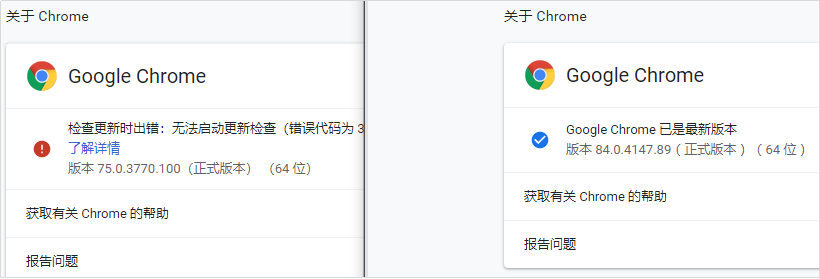 关于 Chrome
Google Chrome
检查更新时出错：无法启动更新检查（错误代码为 3
了解详情
版本 75.0.3770.100（正式版本） （64 位）
获取有关 Chrome 的帮助
报告问题
关于 Chrome
Google Chrome
Google Chrome 已是最新版本
版本 84.0.4147.89（正式版本）（64 位）
获取有关 Chrome 的帮助
报告问题